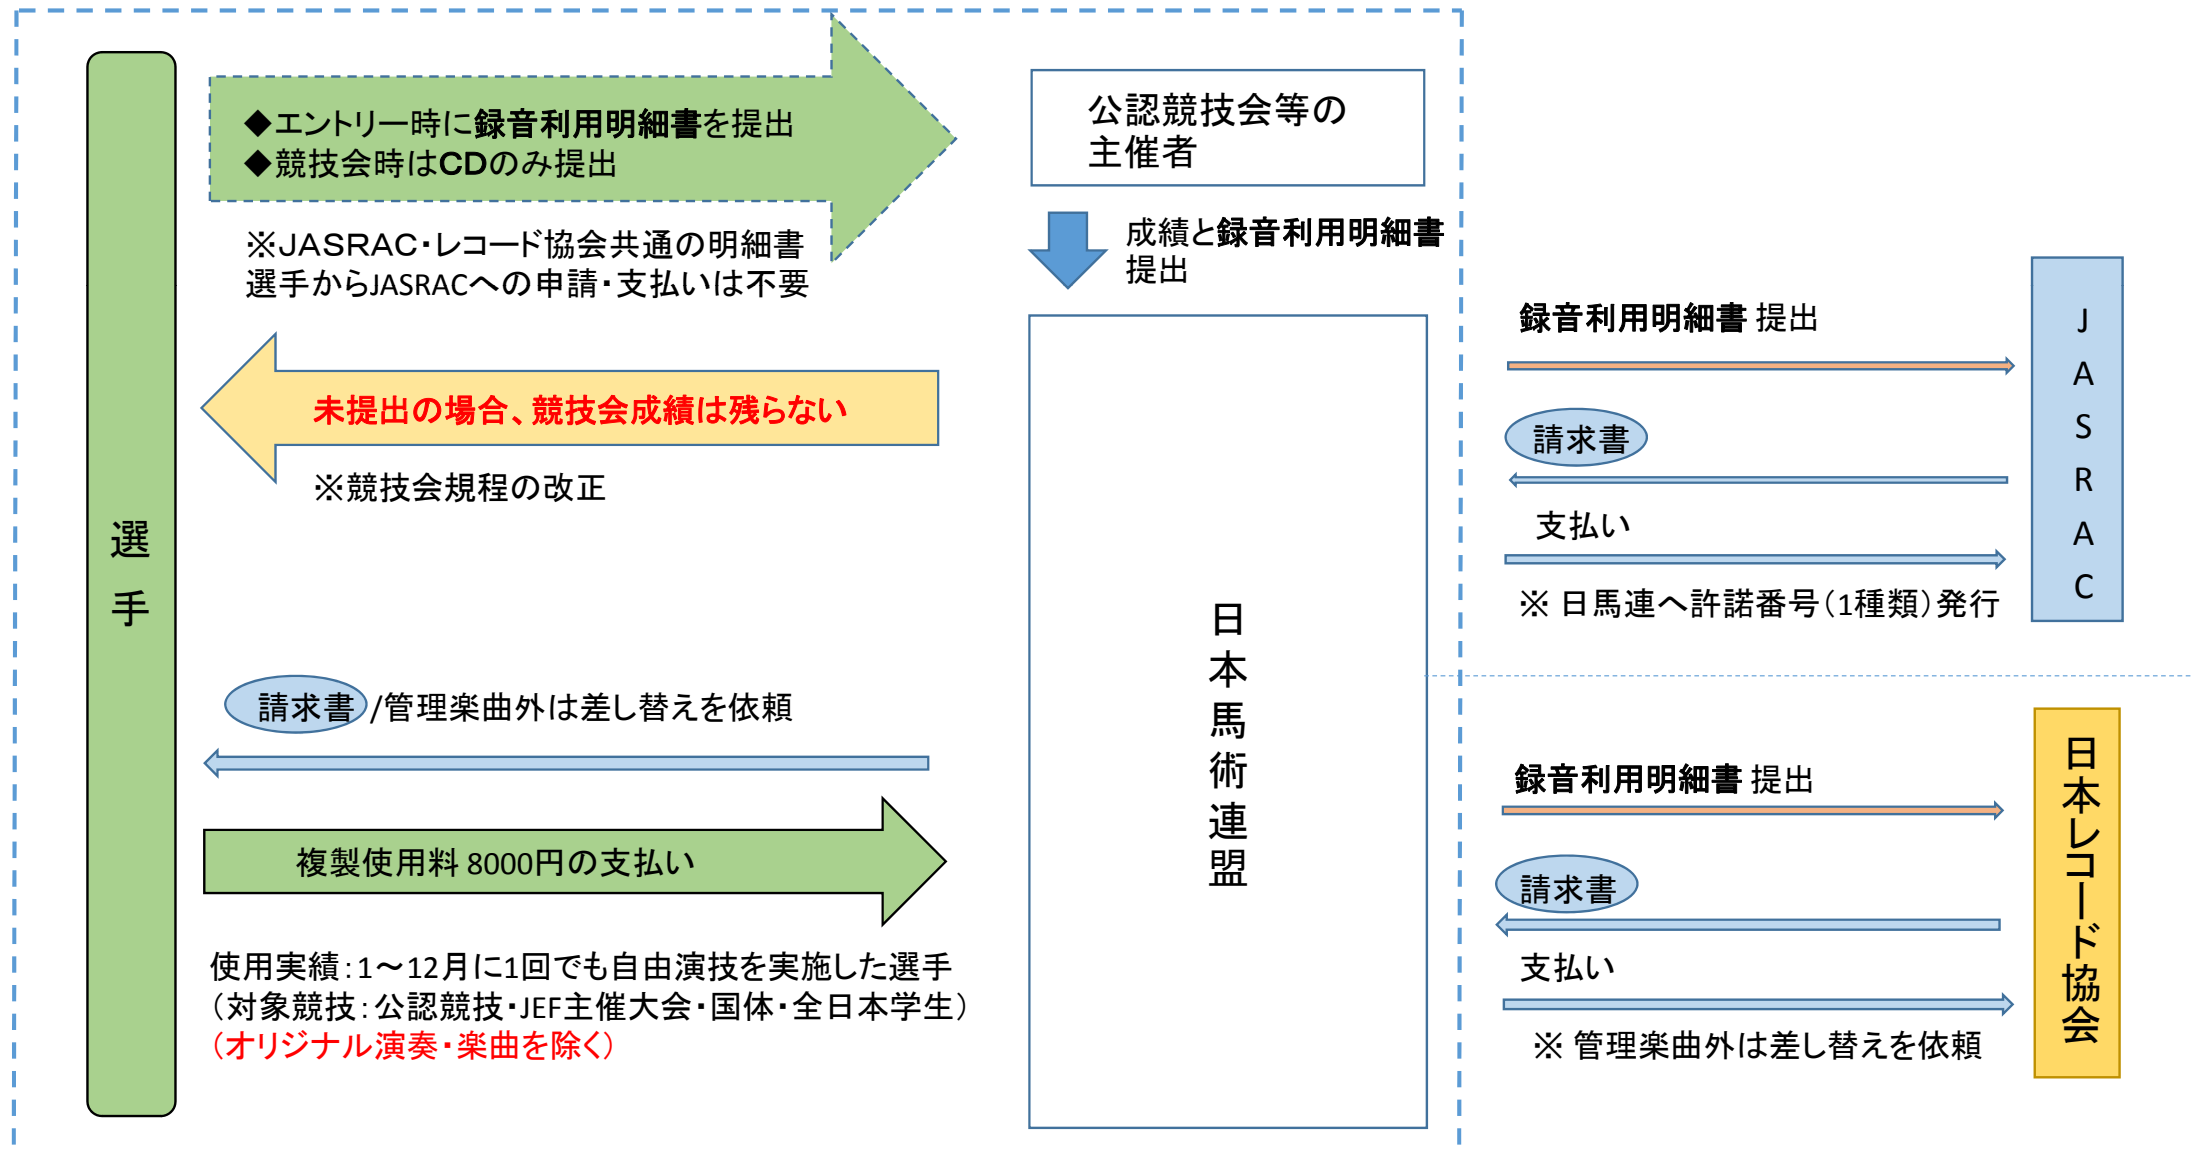 選手
◆エントリー時に録音利用明細書を提出
◆競技会時はCDのみ提出
※JASRAC・レコード協会共通の明細書
選手からJASRACへの申請・支払いは不要
公認競技会等の
主催者
成績と録音利用明細書
提出
未提出の場合、競技会成績は残らない
※競技会規程の改正
日本馬術連盟
請求書/管理楽曲外は差し替えを依頼
複製使用料 8000円の支払い
使用実績：1～12月に1回でも自由演技を実施した選手
（対象競技：公認競技・JEF主催大会・国体・全日本学生）
（オリジナル演奏・楽曲を除く）
録音利用明細書 提出
請求書
支払い
※ 日馬連へ許諾番号（1種類）発行
JASRAC
録音利用明細書 提出
請求書
支払い
※ 管理楽曲外は差し替えを依頼
日本レコード協会